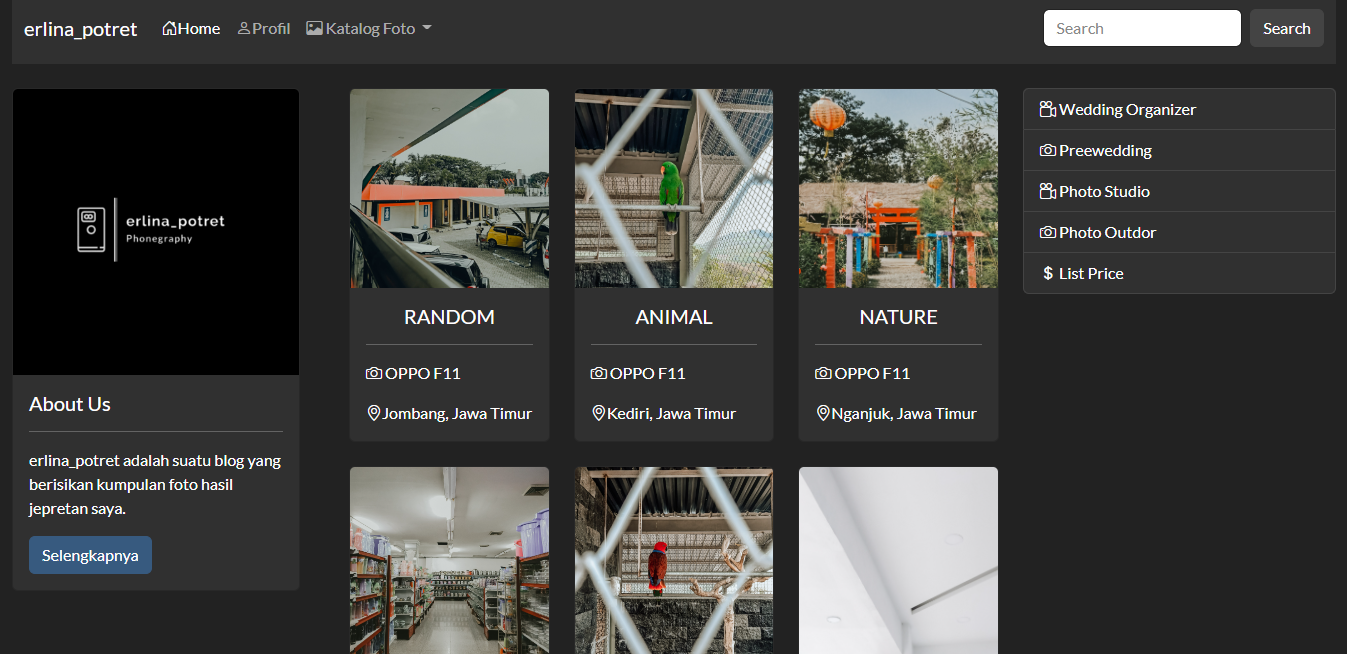 erlina_potret Home Profil Katalog Foto Search Search
erlina_potret
Phonegraphy
About Us
erlina_potret adalah suatu blog yang
berisikan kumpulan foto hasil
jepretan saya.
Selengkapnya
RANDOM
OPPO F11
Jombang, Jawa Timur
ANIMAL
OPPO F11
Kediri, Jawa Timur
NATURE
OPPO F11
Nganjuk, Jawa Timur
Wedding Organizer
Preewedding
Photo Studio
Photo Outdor
$ List Price